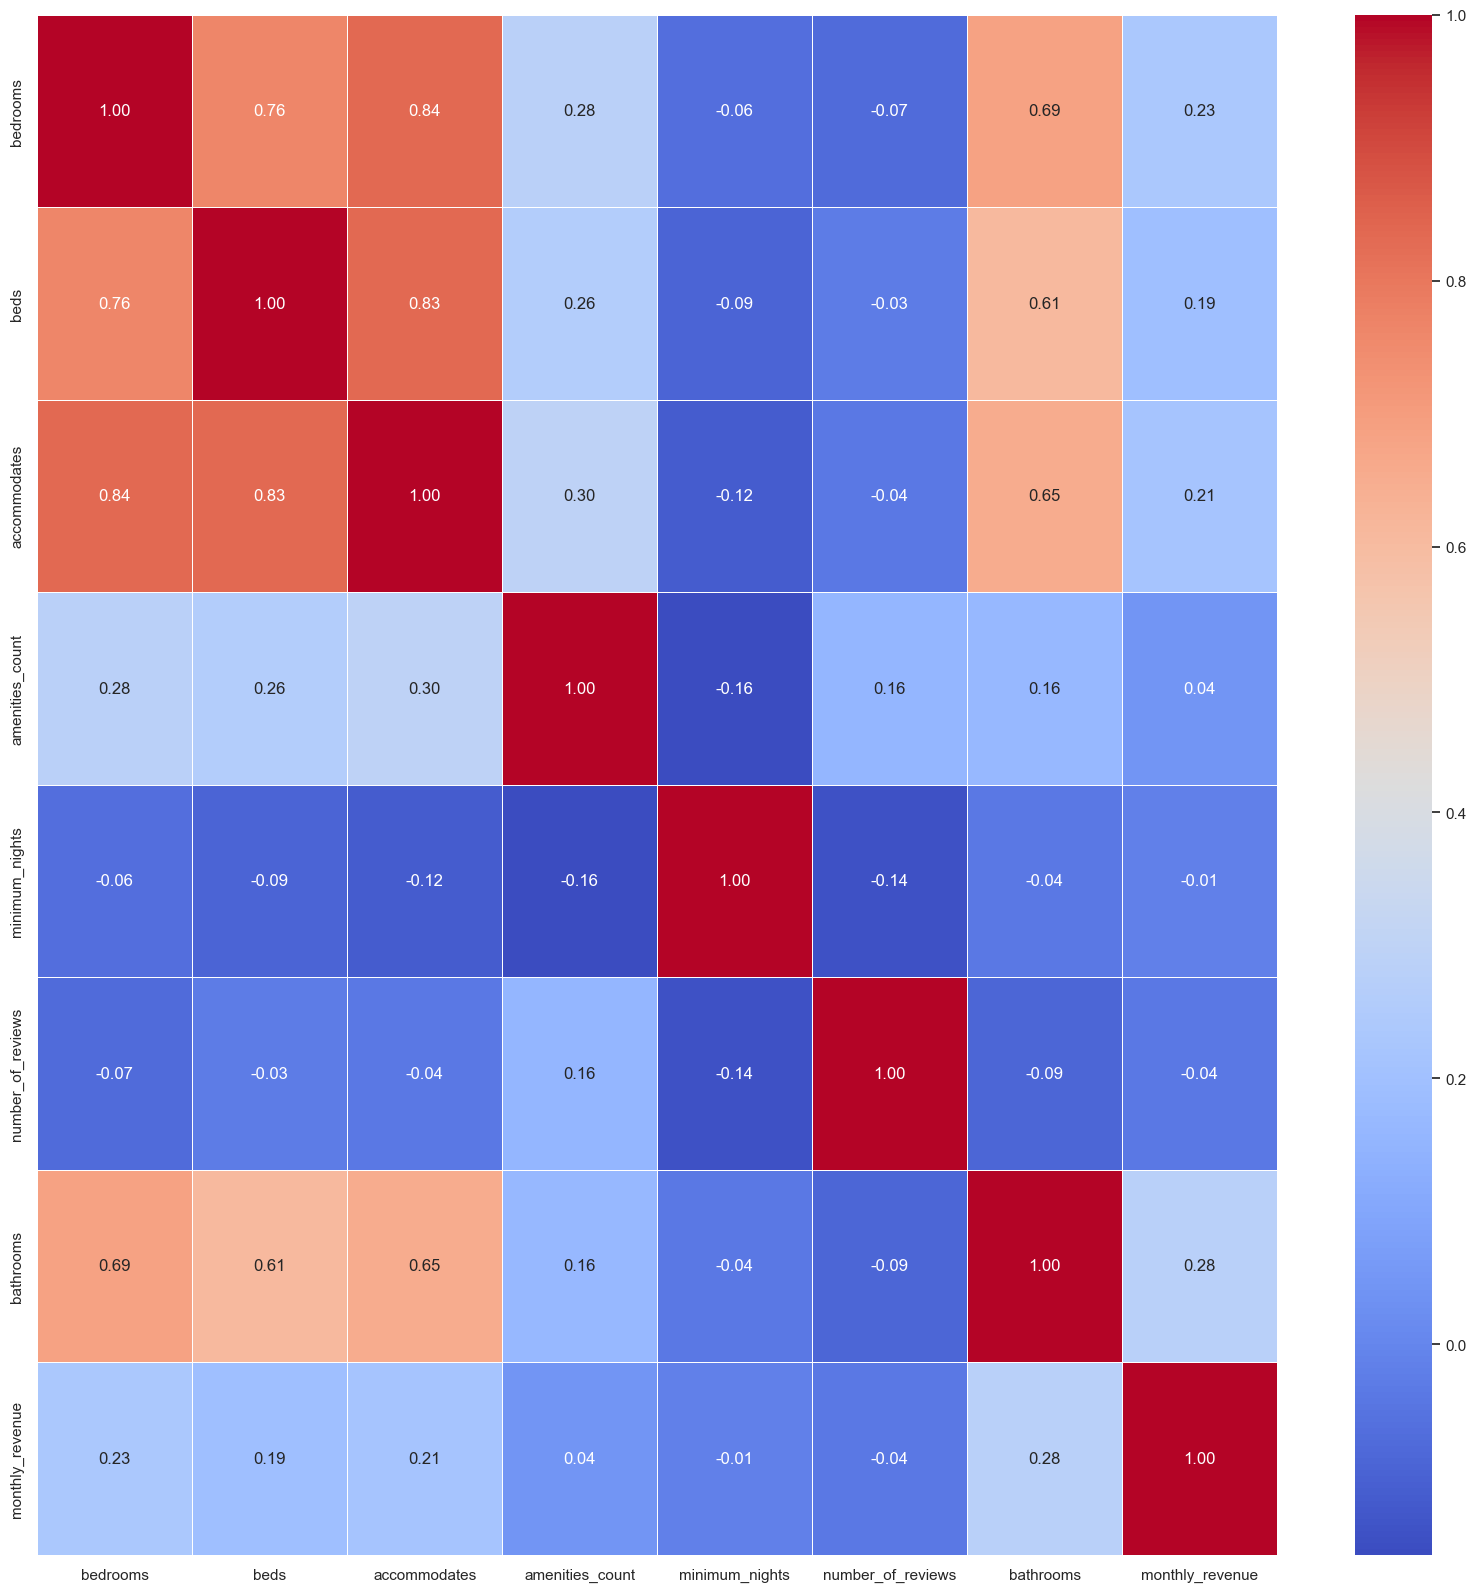 bedrooms 1.00 0.76 0.84 0.28 -0.06 -0.07 0.69 0.23
beds 0.76 1.00 0.83 0.26 -0.09 -0.03 0.61 0.19
accommodates 0.84 0.83 1.00 0.30 -0.12 -0.04 0.65 0.21
amenities_count 0.28 0.26 0.30 1.00 -0.16 0.16 0.16 0.04
minimum_nights -0.06 -0.09 -0.12 -0.16 1.00 -0.14 -0.04 -0.01
number_of_reviews -0.07 -0.03 -0.04 0.16 -0.14 1.00 -0.09 -0.04
bathrooms 0.69 0.61 0.65 0.16 -0.04 -0.09 1.00 0.28
monthly_revenue 0.23 0.19 0.21 0.04 -0.01 -0.04 0.28 1.00
bedrooms beds accommodates amenities_count minimum_nights number_of_reviews bathrooms monthly_revenue
1.0
0.8
0.6
0.4
0.2
0.0